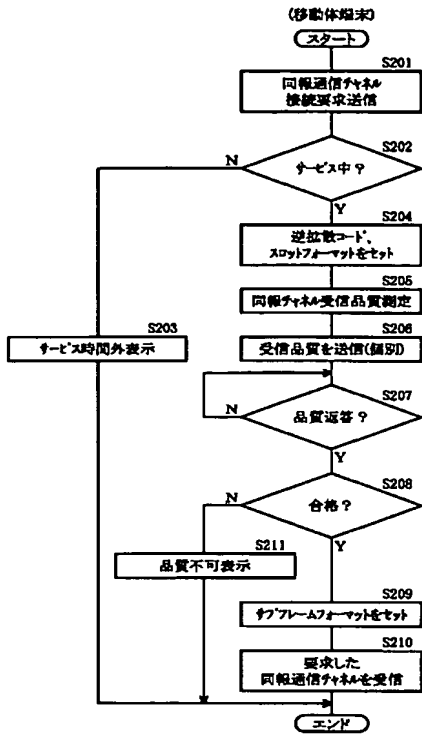 (移動体端末)
スタート
S201
同報通信チャネル
接続要求送信
S202
N
サービス中？
Y
S204
逆拡散コード、
スロットフォーマットをセット
S205
同報チャネル受信品質測定
S203
サービス時間外表示
S206
受信品質を送信(個別)
S207
N
品質返答？
Y
S208
N
合格？
Y
S211
品質不可表示
S209
サブフレームフォーマットをセット
S210
要求した
同報通信チャネルを受信
エンド